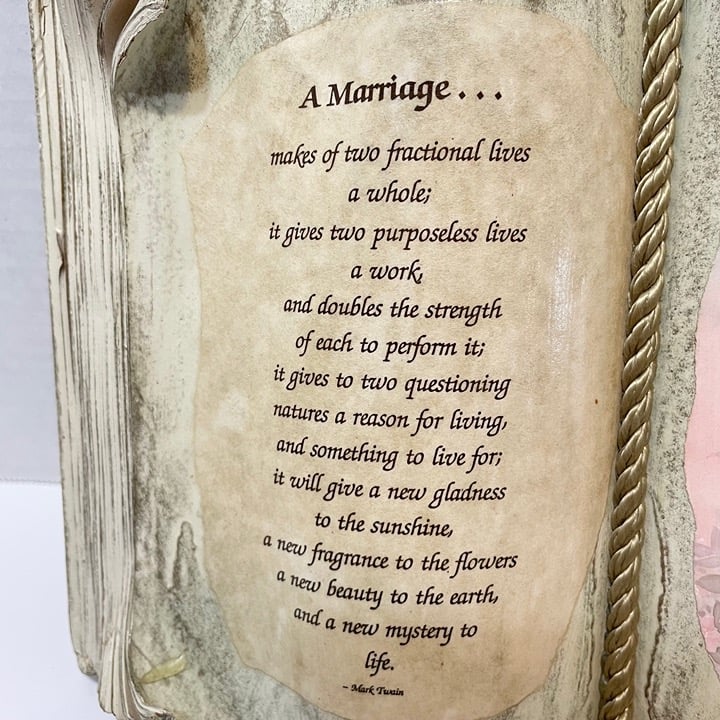 A Marriage . . .
makes of two fractional lives
a whole;
it gives two purposeless lives
a work,
and doubles the strength
of each to perform it;
it gives to two questioning
natures a reason for living,
and something to live for;
it will give a new gladness
to the sunshine,
a new fragrance to the flowers
a new beauty to the earth,
and a new mystery to
life.
~ Mark Twain